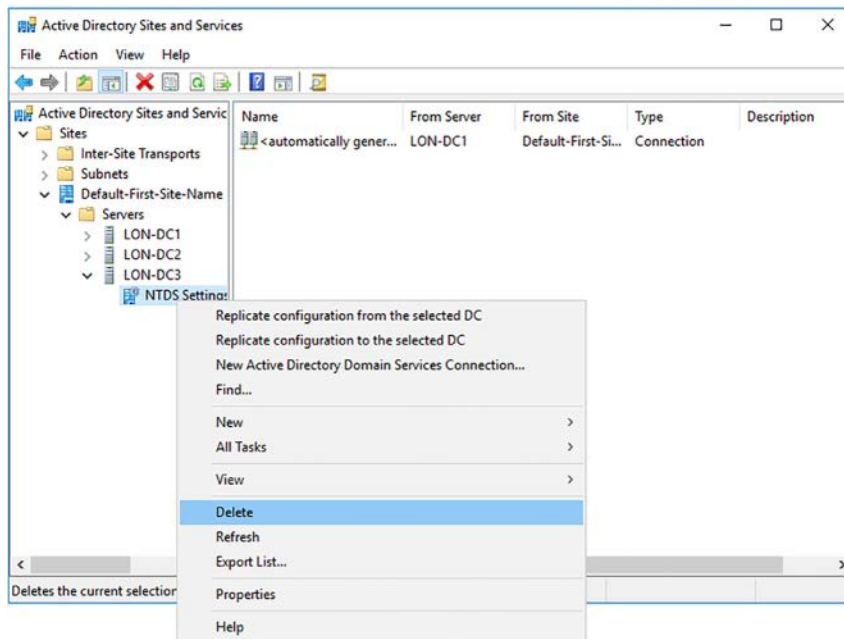 Active Directory Sites and Services
File Action View Help
Active Directory Sites and Servic
Name From Server From Site Type Description
Sites
<automatically gener... LON-DC1 Default-First-Si... Connection
Inter-Site Transports
Subnets
Default-First-Site-Name
Servers
LON-DC1
LON-DC2
LON-DC3
NTDS Settings
Replicate configuration from the selected DC
Replicate configuration to the selected DC
New Active Directory Domain Services Connection...
Find...
New
All Tasks
View
Delete
Refresh
Export List...
Deletes the current selection
Properties
Help